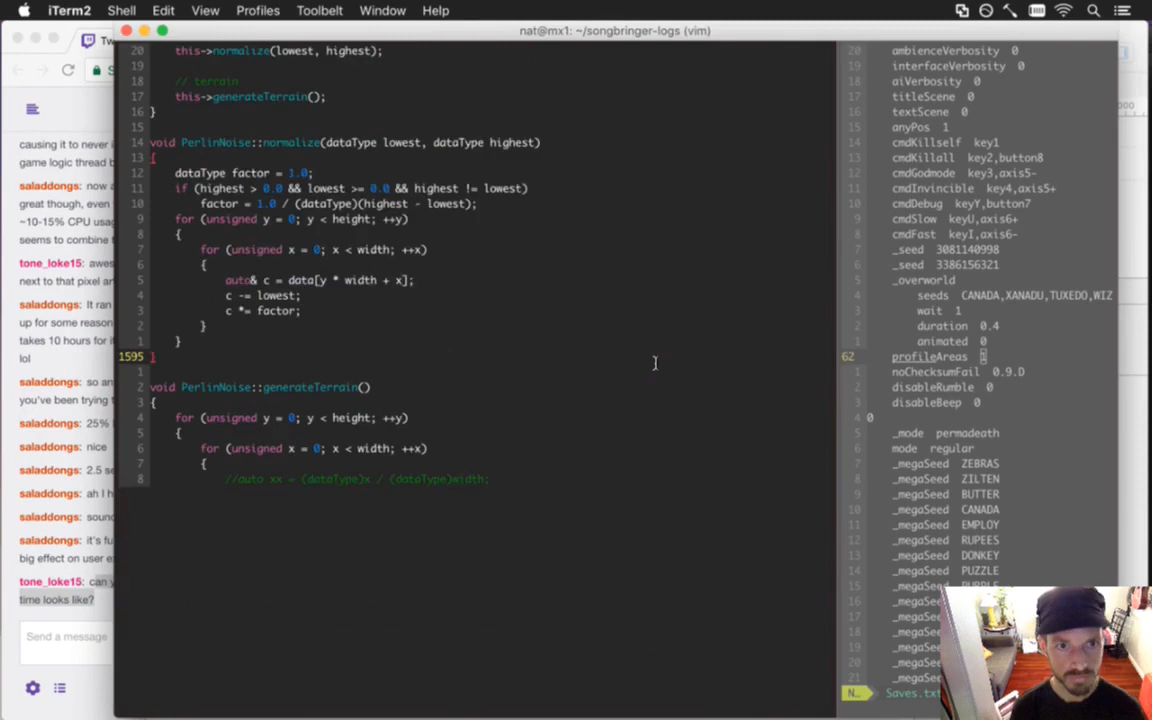 iTerm2 Shell Edit View Profiles Toolbelt Window Help
nat@mx1: ~/songbringer-logs (vim)
Tw
S
causing it to never i
game logic thread b
saladdongs: now a
great though, even
~10-15% CPU usag
seems to combine
tone_loke15: awes
next to that pixel ar
saladdongs: It ran
up for some reason
takes 10 hours for i
lol
saladdongs: so an
you've been trying t
saladdongs: 25%
saladdongs: nice
saladdongs: 2.5 se
saladdongs: ah I h
saladdongs: sound
saladdongs: it's fu
big effect on user e
tone_loke15: can y
time looks like?
Send a message
20 this->normalize(lowest, highest);
19
18 // terrain
17 this->generateTerrain();
16 }
15
14 void PerlinNoise::normalize(dataType lowest, dataType highest)
13 {
12 dataType factor = 1.0;
11 if (highest > 0.0 && lowest >= 0.0 && highest != lowest)
10 factor = 1.0 / (dataType)(highest - lowest);
9 for (unsigned y = 0; y < height; ++y)
8 {
7 for (unsigned x = 0; x < width; ++x)
6 {
5 auto& c = data[y * width + x];
4 c -= lowest;
3 c *= factor;
2 }
1 }
1595 }
1
2 void PerlinNoise::generateTerrain()
3 {
4 for (unsigned y = 0; y < height; ++y)
5 {
6 for (unsigned x = 0; x < width; ++x)
7 {
8 //auto xx = (dataType)x / (dataType)width;
20 ambienceVerbosity 0
19 interfaceVerbosity 0
18 aiVerbosity 0
17 titleScene 0
16 textScene 0
15 anyPos 1
14 cmdKillself key1
13 cmdKillall key2,button8
12 cmdGodmode key3,axis5-
11 cmdInvincible key4,axis5+
10 cmdDebug keyY,button7
9 cmdSlow keyU,axis6+
8 cmdFast keyI,axis6-
7 _seed 3081140998
6 _seed 3386156321
5 _overworld
4 seeds CANADA,XANADU,TUXEDO,WIZ
3 wait 1
2 duration 0.4
1 animated 0
62 profileAreas 1
1 noChecksumFail 0.9.D
2 disableRumble 0
3 disableBeep 0
4 0
5 _mode permadeath
6 mode regular
7 _megaSeed ZEBRAS
8 _megaSeed ZILTEN
9 _megaSeed BUTTER
10 _megaSeed CANADA
11 _megaSeed EMPLOY
12 _megaSeed RUPEES
13 _megaSeed DONKEY
14 _megaSeed PUZZLE
15 _megaSeed PURPLE
16 _megaSee
17 _megaSee
18 _megaSee
19 _megaSee
20 _megaSee
21 _megaSee
N... Saves.txt
000